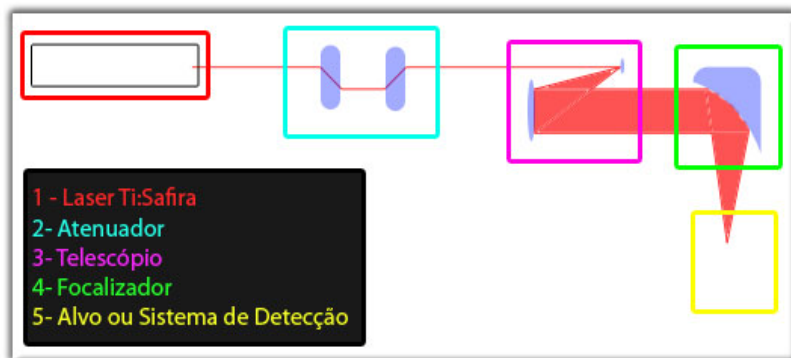 1 - Laser Ti:Safira
2- Atenuador
3- Telescópio
4- Focalizador
5- Alvo ou Sistema de Detecção